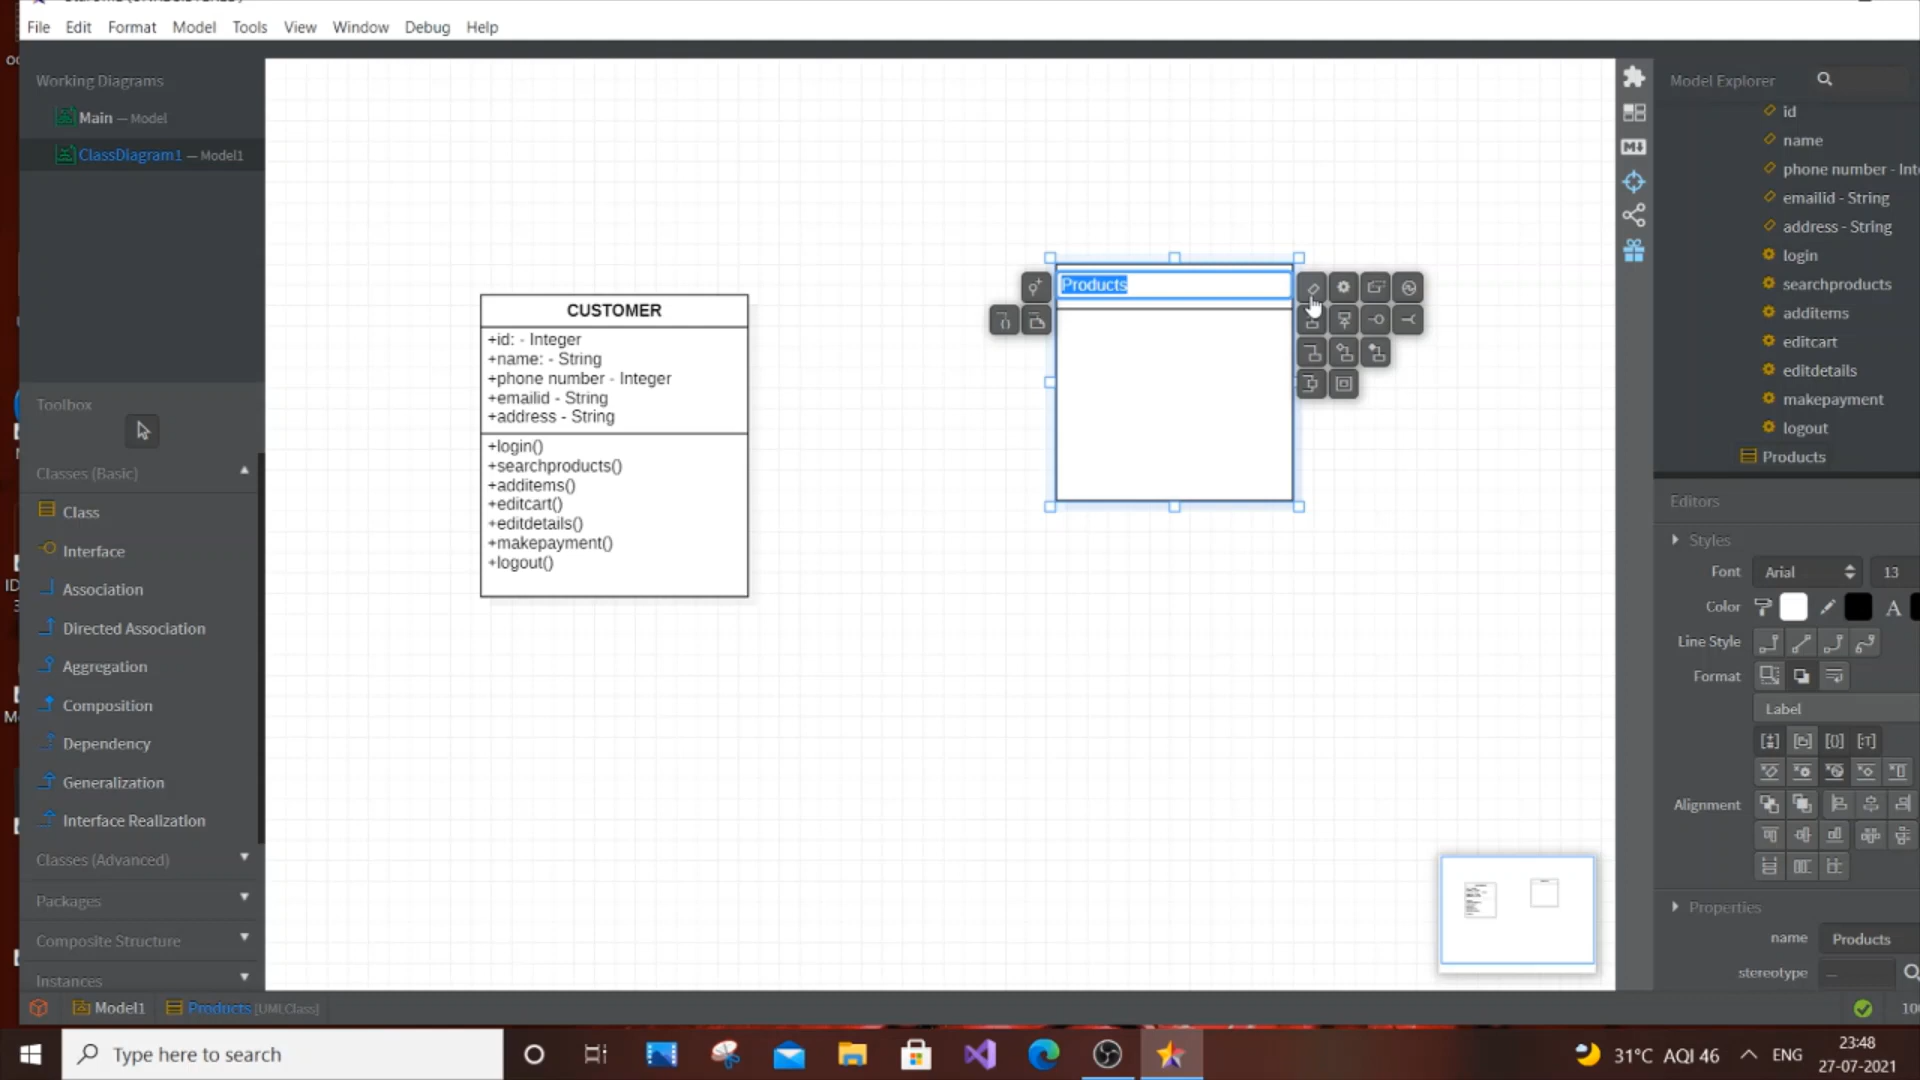 File Edit Format Model Tools View Window Debug Help
Working Diagrams
Main — Model
ClassDiagram1 — Model1
Toolbox
Classes (Basic)
Class
Interface
Association
Directed Association
Aggregation
Composition
Dependency
Generalization
Interface Realization
Classes (Advanced)
Packages
Composite Structure
Instances
CUSTOMER
+id: - Integer
+name: - String
+phone number - Integer
+emailid - String
+address - String
+login()
+searchproducts()
+additems()
+editcart()
+editdetails()
+makepayment()
+logout()
Products
M
Model Explorer
id
name
phone number - Inte
emailid - String
address - String
login
searchproducts
additems
editcart
editdetails
makepayment
logout
Products
Editors
Styles
Font Arial 13
Color A
Line Style
Format
Label
Alignment
Properties
name Products
stereotype —
Model1 Products [UMLClass]
Type here to search
31°C AQI 46 ENG
23:48
27-07-2021